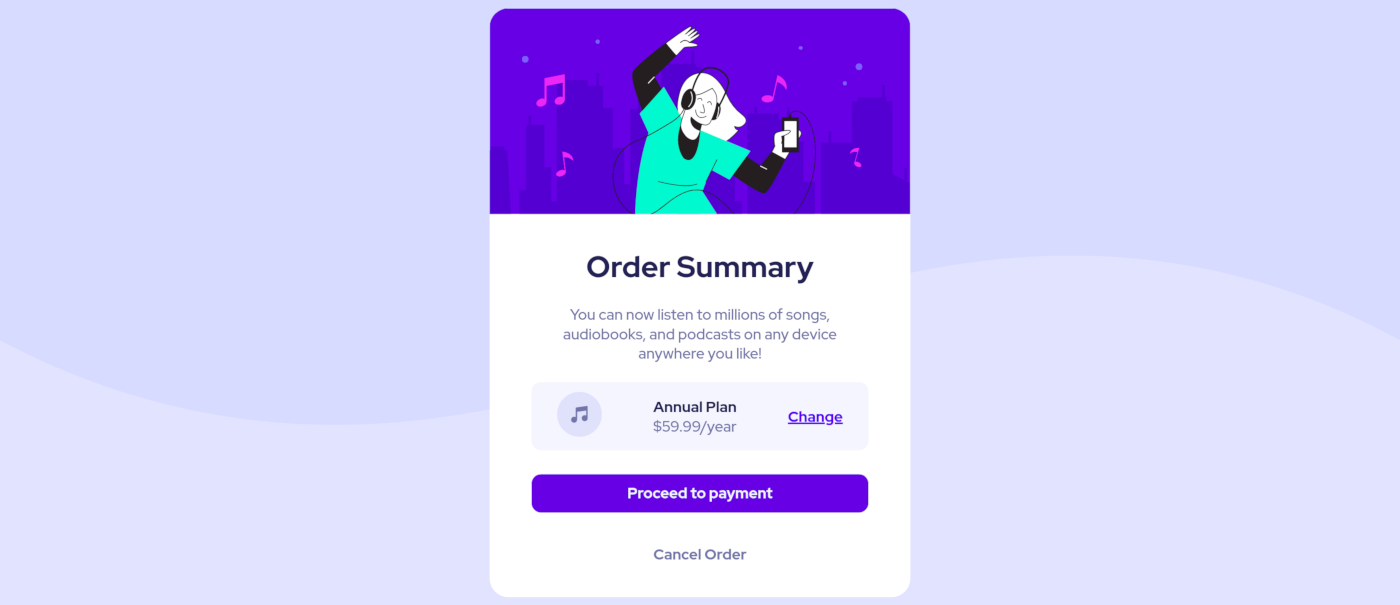 Order Summary
You can now listen to millions of songs,
audiobooks, and podcasts on any device
anywhere you like!
Annual Plan
$59.99/year
Change
Proceed to payment
Cancel Order